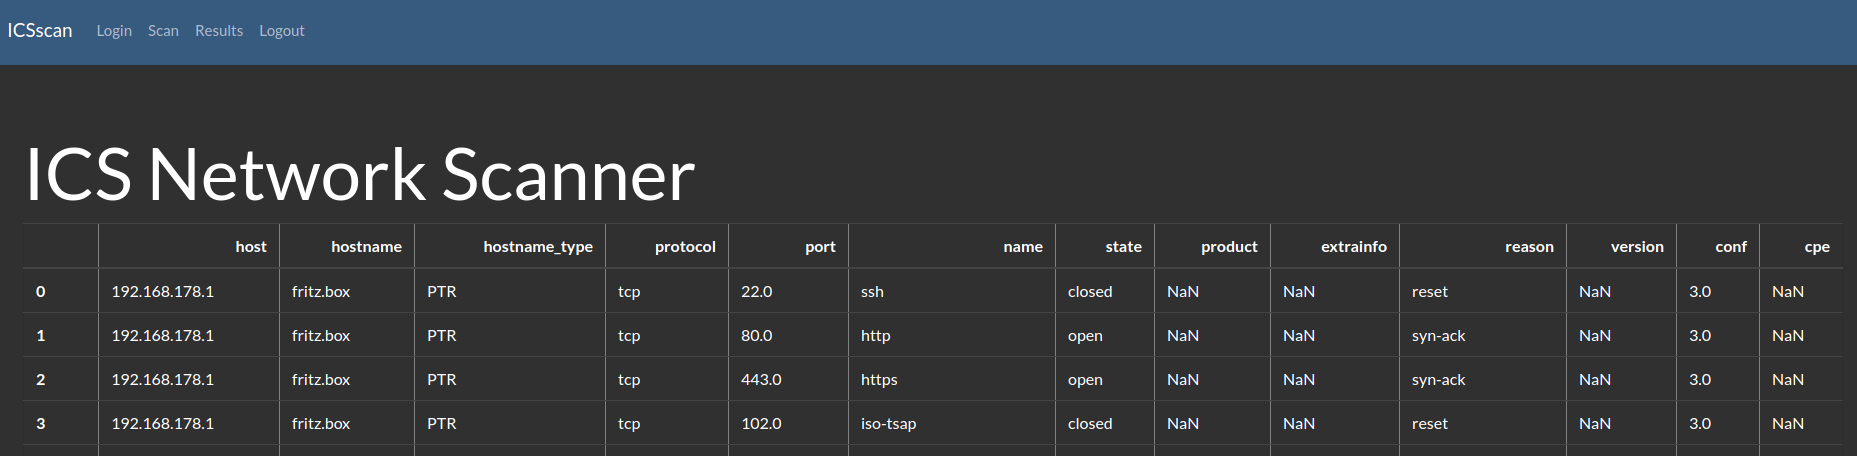 ICSscan Login Scan Results Logout
ICS Network Scanner
host hostname hostname_type protocol port name state product extrainfo reason version conf cpe
0 192.168.178.1 fritz.box PTR tcp 22.0 ssh closed NaN NaN reset NaN 3.0 NaN
1 192.168.178.1 fritz.box PTR tcp 80.0 http open NaN NaN syn-ack NaN 3.0 NaN
2 192.168.178.1 fritz.box PTR tcp 443.0 https open NaN NaN syn-ack NaN 3.0 NaN
3 192.168.178.1 fritz.box PTR tcp 102.0 iso-tsap closed NaN NaN reset NaN 3.0 NaN